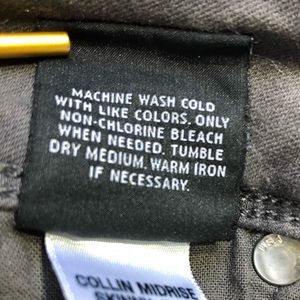 MACHINE WASH COLD
WITH LIKE COLORS. ONLY
NON-CHLORINE BLEACH
WHEN NEEDED. TUMBLE
DRY MEDIUM. WARM IRON
IF NECESSARY.
COLLIN MIDRISE